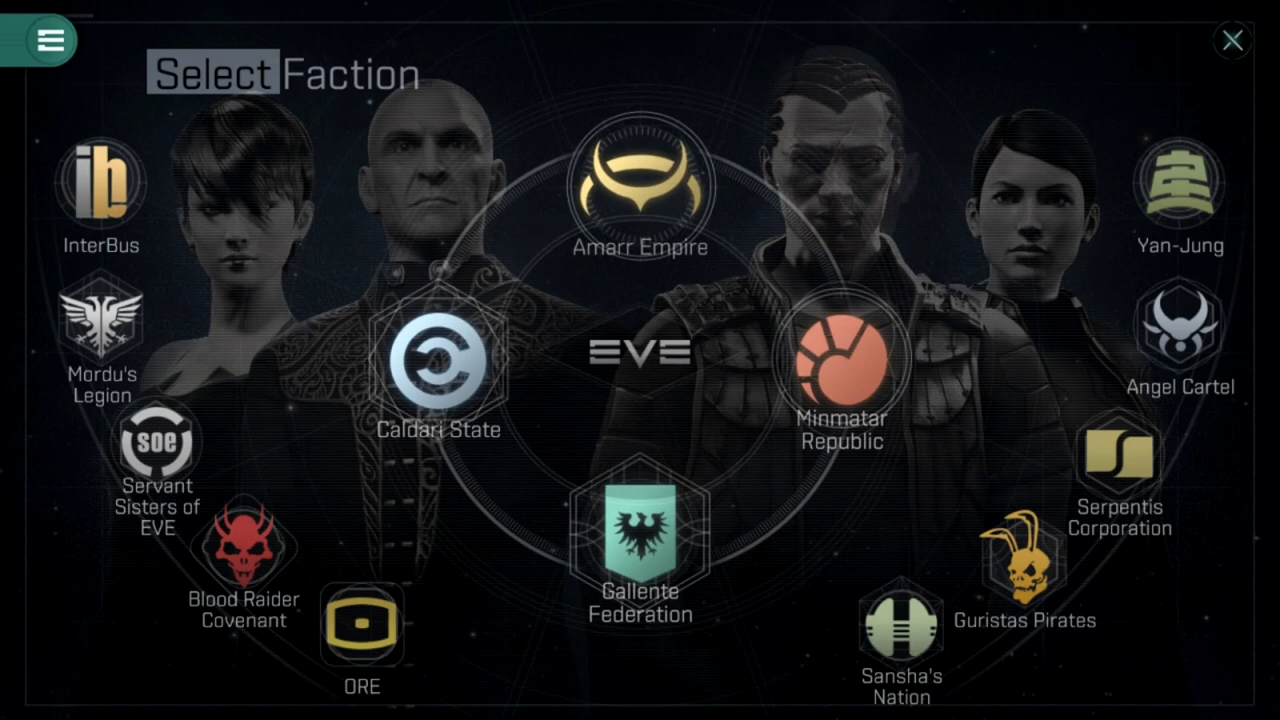 Select Faction
ib
InterBus
Amarr Empire
Yan-Jung
Mordu's
Legion
EVE
Angel Cartel
Caldari State
Minmatar
Republic
SOE
Servant
Sisters of
EVE
Serpentis
Corporation
Blood Raider
Covenant
Gallente
Federation
Guristas Pirates
ORE
Sansha's
Nation